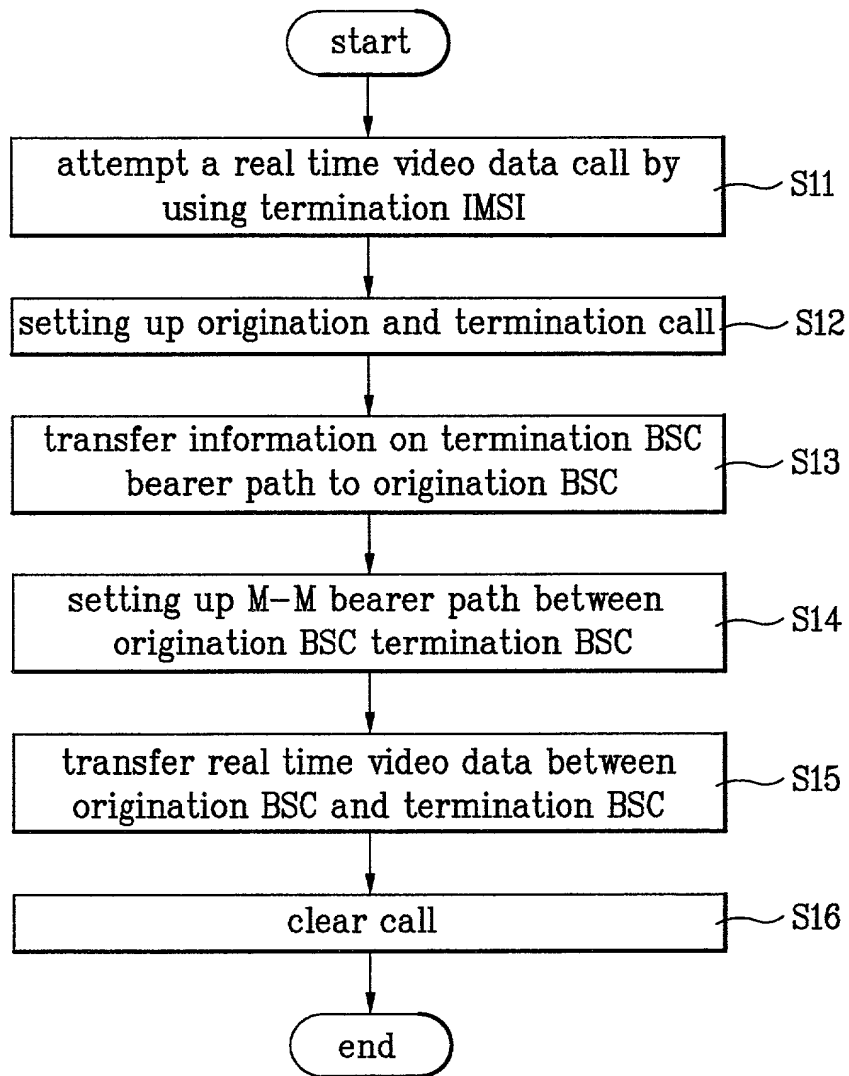 start
attempt a real time video data call by
using termination IMSI
S11
setting up origination and termination call
S12
transfer information on termination BSC
bearer path to origination BSC
S13
setting up M-M bearer path between
origination BSC termination BSC
S14
transfer real time video data between
origination BSC and termination BSC
S15
clear call
S16
end